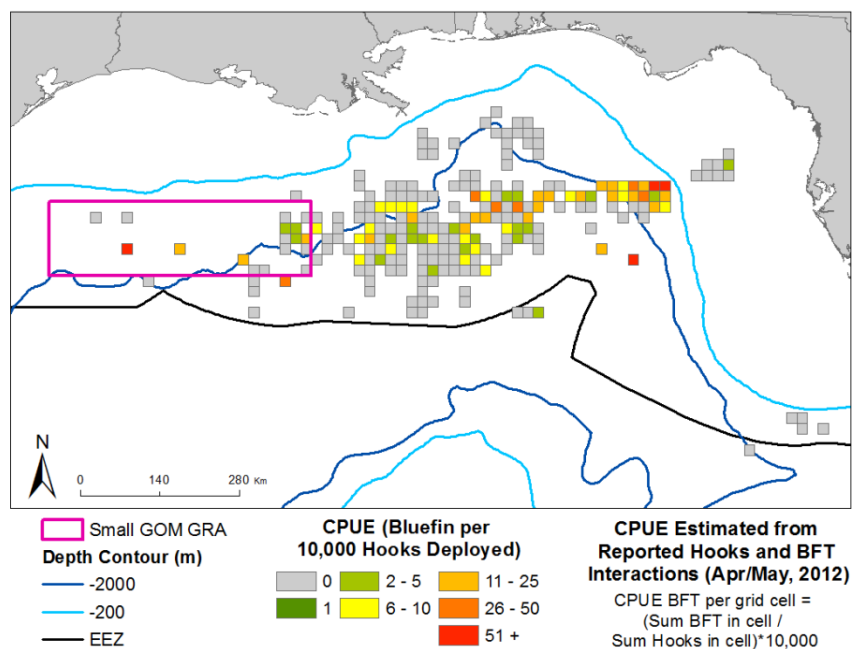 N
0 140 280 Km
Small GOM GRA
Depth Contour (m)
-2000
-200
EEZ
CPUE (Bluefin per
10,000 Hooks Deployed)
0 2 - 5 11 - 25
1 6 - 10 26 - 50
51 +
CPUE Estimated from
Reported Hooks and BFT
Interactions (Apr/May, 2012)
CPUE BFT per grid cell =
(Sum BFT in cell /
Sum Hooks in cell)*10,000